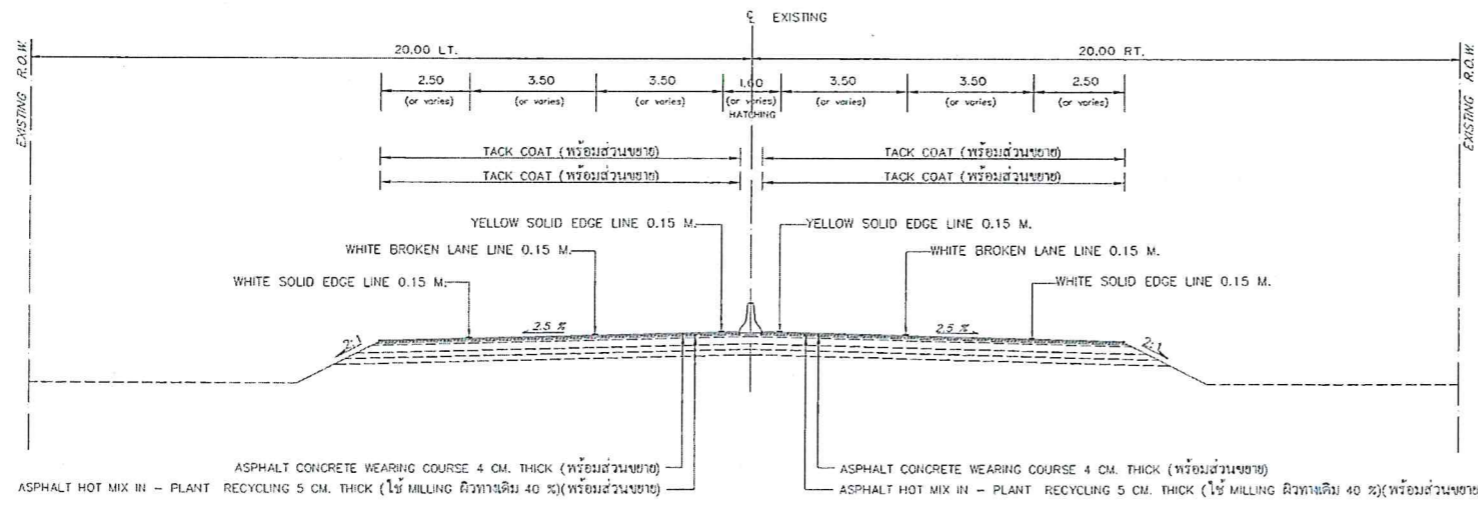 ℄ EXISTING
EXISTING R.O.W.
20.00 LT.
20.00 RT.
EXISTING R.O.W.
2.50 3.50 3.50 1.60 3.50 3.50 2.50
(or varies) (or varies) (or varies) (or varies) (or varies) (or varies) (or varies)
HATCHING
TACK COAT (พร้อมส่วนขยาย) TACK COAT (พร้อมส่วนขยาย)
TACK COAT (พร้อมส่วนขยาย) TACK COAT (พร้อมส่วนขยาย)
YELLOW SOLID EDGE LINE 0.15 M. YELLOW SOLID EDGE LINE 0.15 M.
WHITE BROKEN LANE LINE 0.15 M. WHITE BROKEN LANE LINE 0.15 M.
WHITE SOLID EDGE LINE 0.15 M. WHITE SOLID EDGE LINE 0.15 M.
2:1 2.5 % 2.5 % 2:1
ASPHALT CONCRETE WEARING COURSE 4 CM. THICK (พร้อมส่วนขยาย) ASPHALT CONCRETE WEARING COURSE 4 CM. THICK (พร้อมส่วนขยาย)
ASPHALT HOT MIX IN - PLANT RECYCLING 5 CM. THICK (ใช้ MILLING ผิวทางเดิม 40 %)(พร้อมส่วนขยาย) ASPHALT HOT MIX IN - PLANT RECYCLING 5 CM. THICK (ใช้ MILLING ผิวทางเดิม 40 %)(พร้อมส่วนขยาย